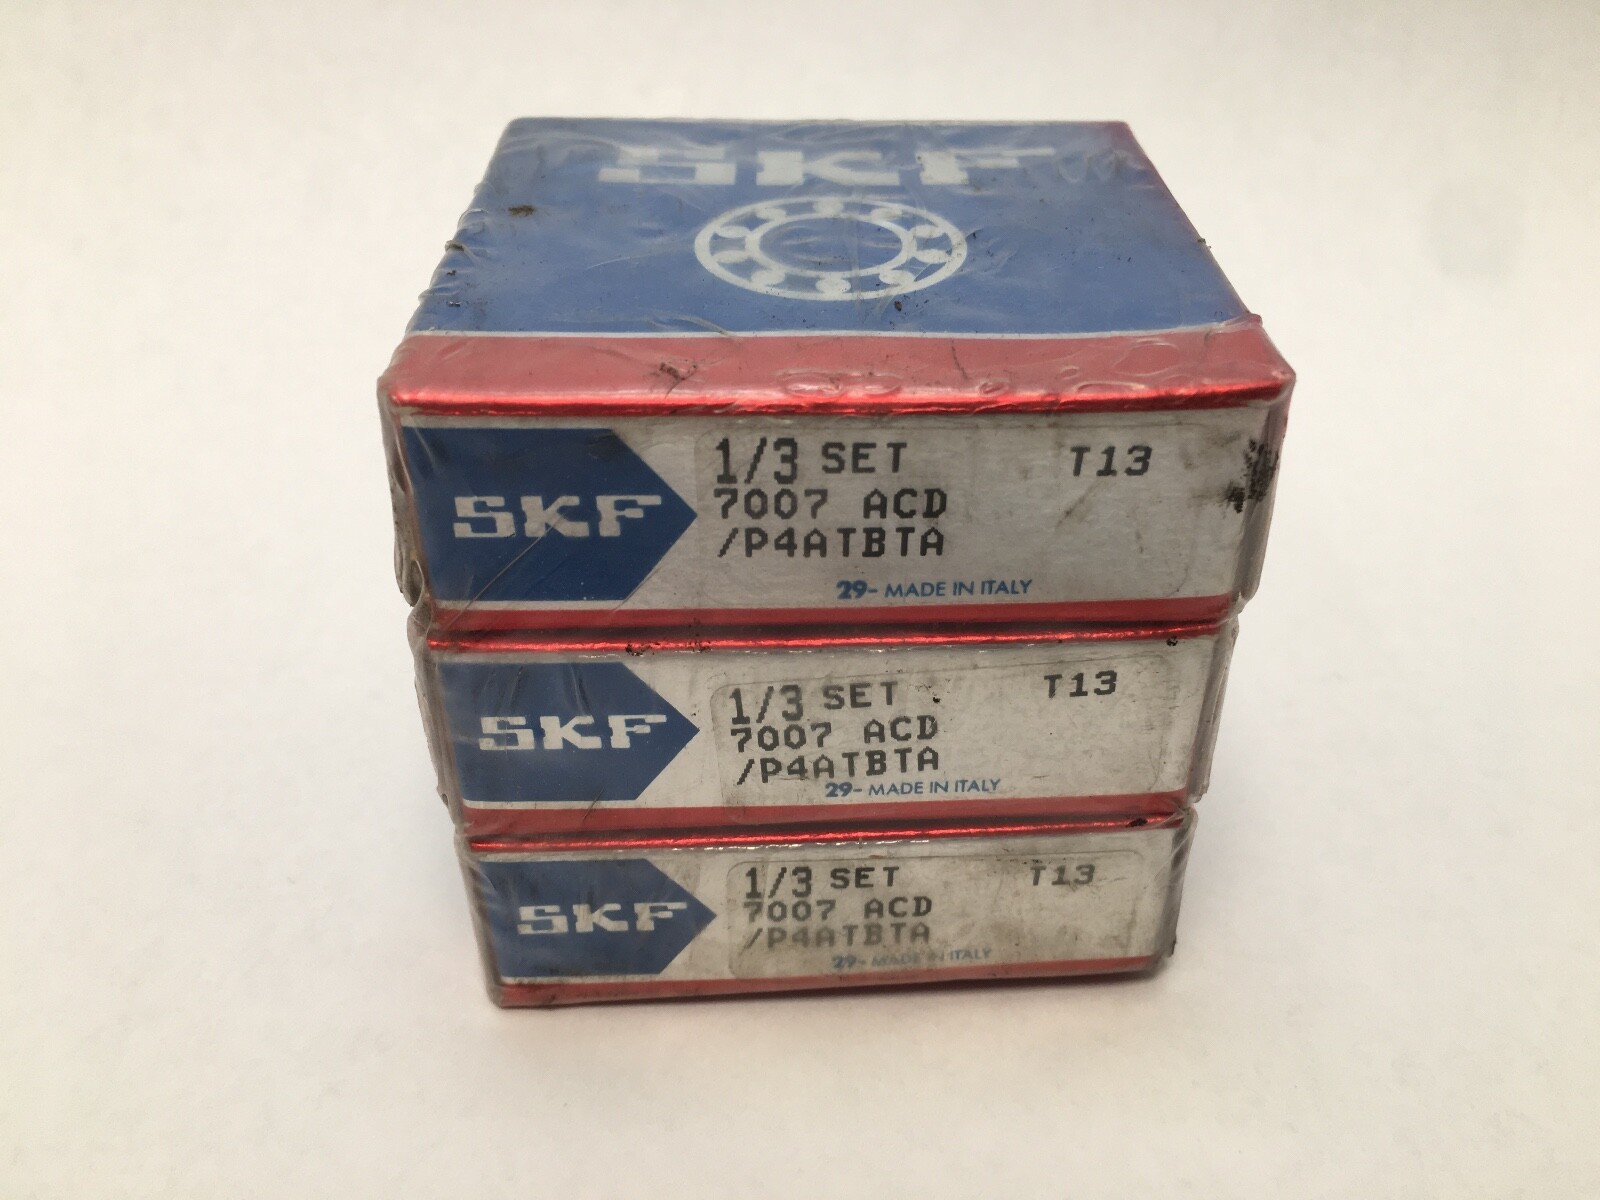 SKF
SKF
1/3 SET T13
7007 ACD
/P4ATBTA
29- MADE IN ITALY
SKF
1/3 SET T13
7007 ACD
/P4ATBTA
29- MADE IN ITALY
SKF
1/3 SET T13
7007 ACD
/P4ATBTA
29- MADE IN ITALY